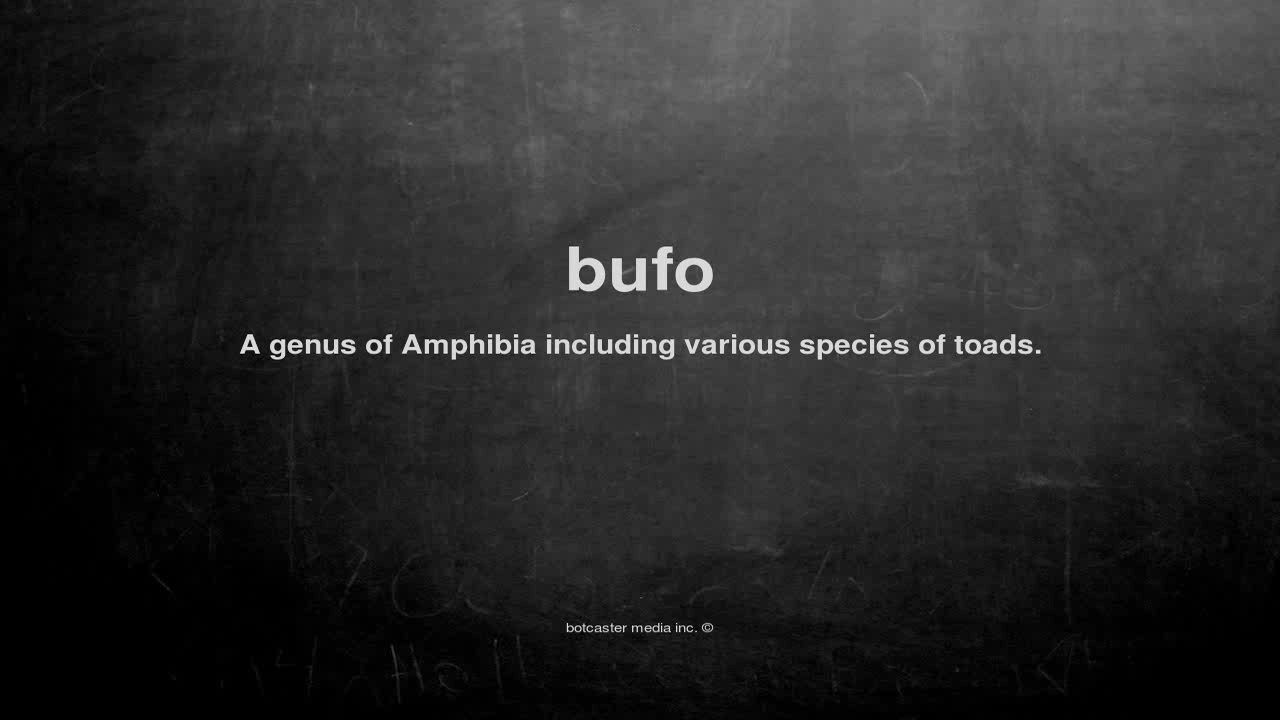 bufo
A genus of Amphibia including various species of toads.
botcaster media inc. ©